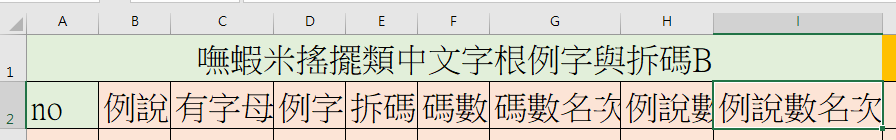 A B C D E F G H I
1 嘸蝦米搖擺類中文字根例字與拆碼B
2 no 例說 有字母 例字 拆碼 碼數 碼數名次 例說數 例說數名次